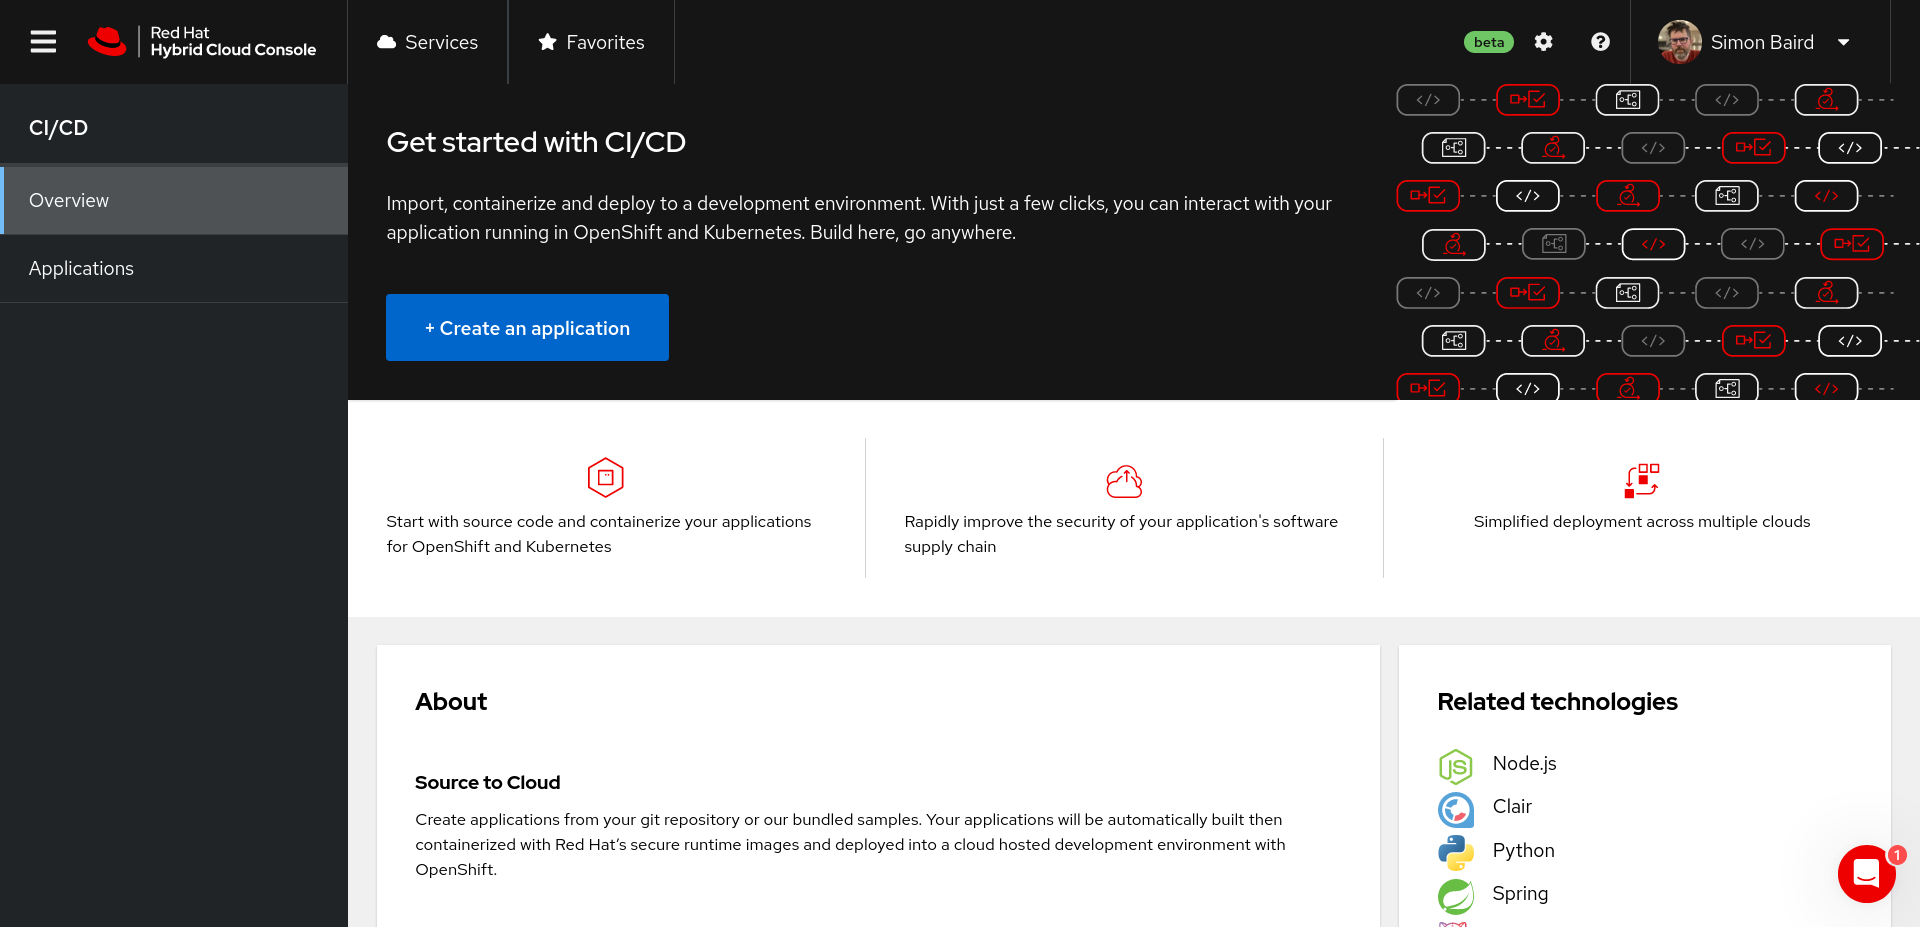 Red Hat
Hybrid Cloud Console
Services
Favorites
beta
Simon Baird
CI/CD
Overview
Applications
Get started with CI/CD
Import, containerize and deploy to a development environment. With just a few clicks, you can interact with your
application running in OpenShift and Kubernetes. Build here, go anywhere.
+ Create an application
Start with source code and containerize your applications
for OpenShift and Kubernetes
Rapidly improve the security of your application's software
supply chain
Simplified deployment across multiple clouds
About
Source to Cloud
Create applications from your git repository or our bundled samples. Your applications will be automatically built then
containerized with Red Hat’s secure runtime images and deployed into a cloud hosted development environment with
OpenShift.
Related technologies
Node.js
Clair
Python
Spring
1